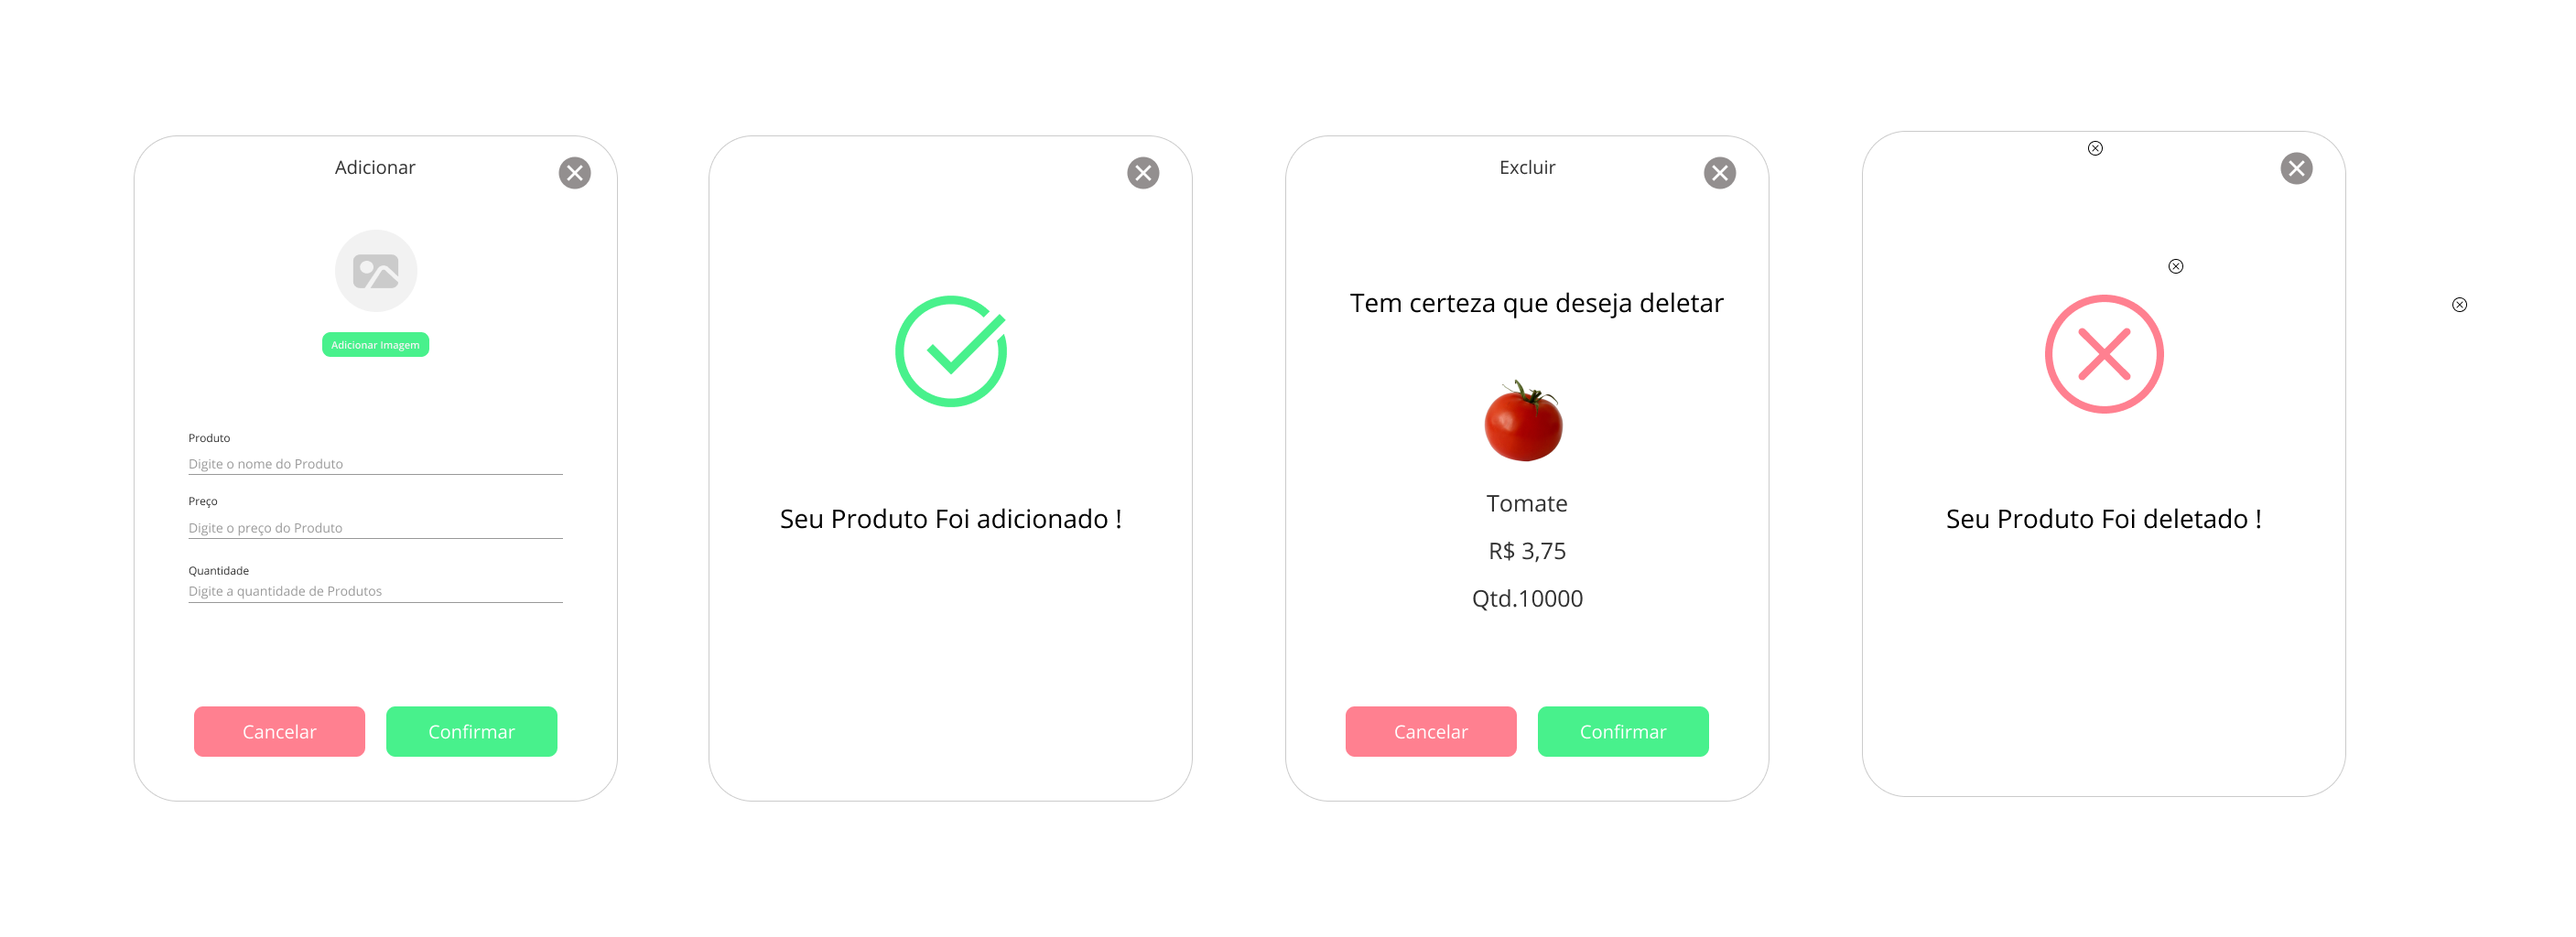 Adicionar
Adicionar Imagem
Produto
Digite o nome do Produto
Preço
Digite o preço do Produto
Quantidade
Digite a quantidade de Produtos
Cancelar
Confirmar
Seu Produto Foi adicionado !
Excluir
Tem certeza que deseja deletar
Tomate
R$ 3,75
Qtd.10000
Cancelar
Confirmar
Seu Produto Foi deletado !